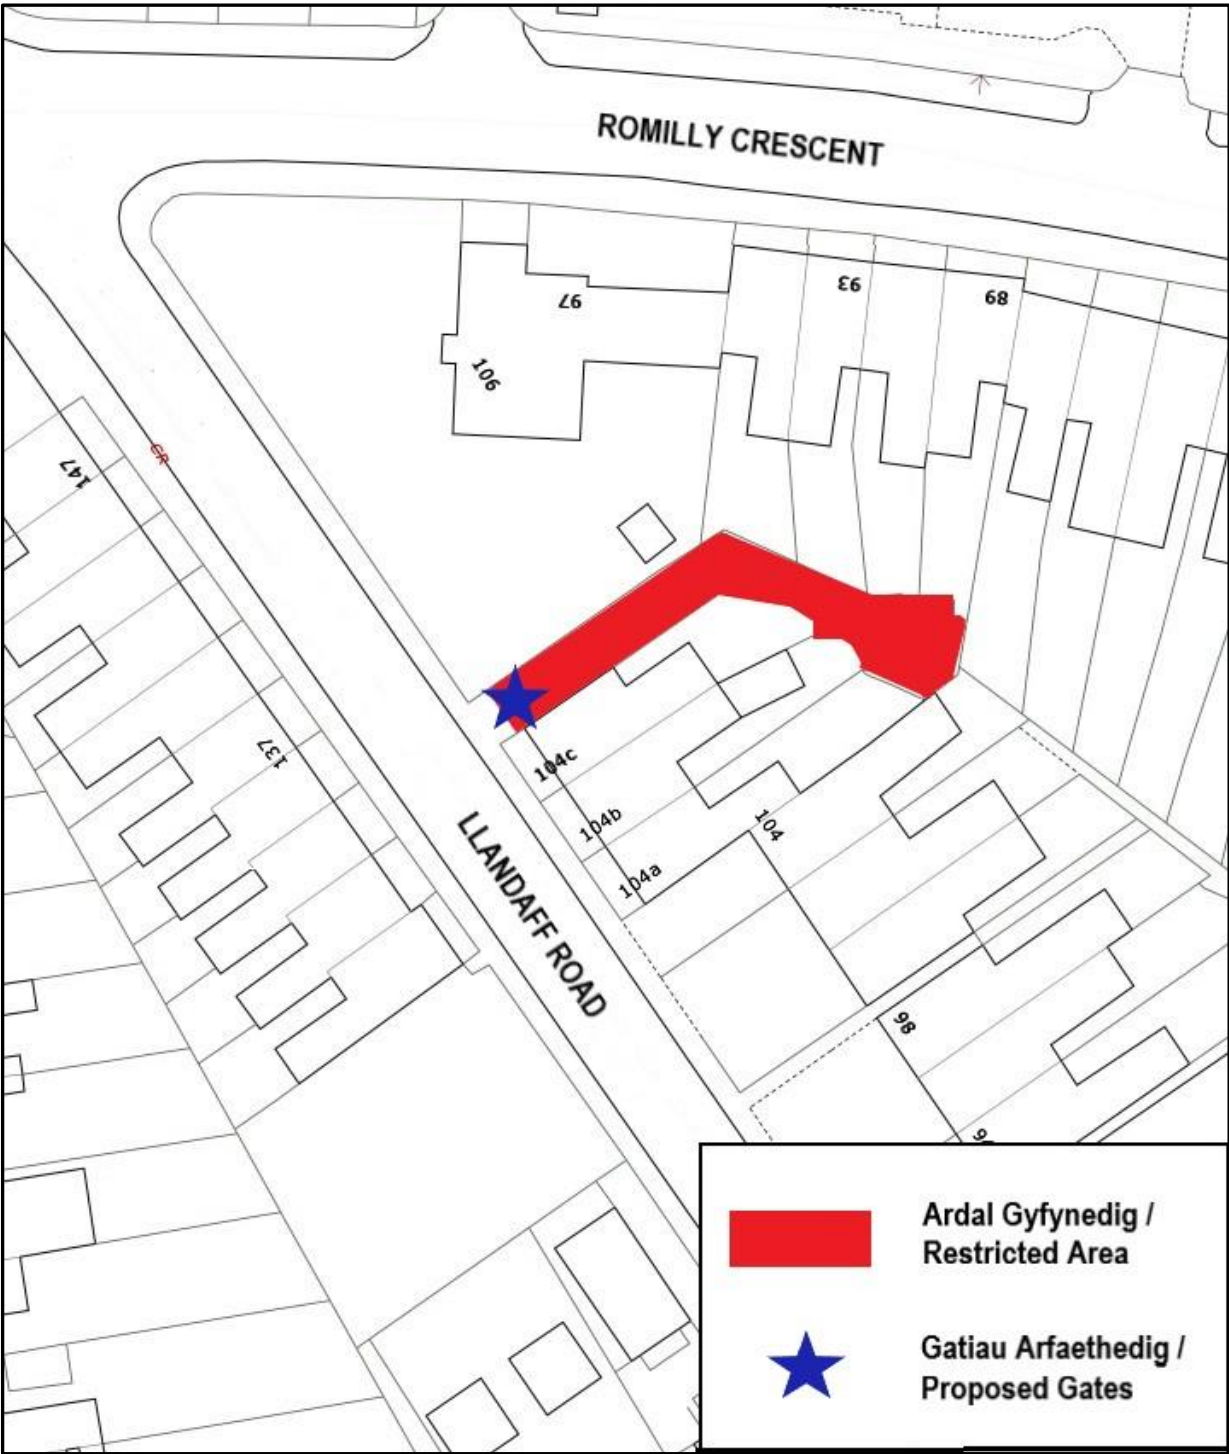 ROMILLY CRESCENT
97
93
89
106
147
CR
137
104c
104b
104a
104
LLANDAFF ROAD
98
Ardal Gyfynedig /
Restricted Area
Gatiau Arfaethedig /
Proposed Gates